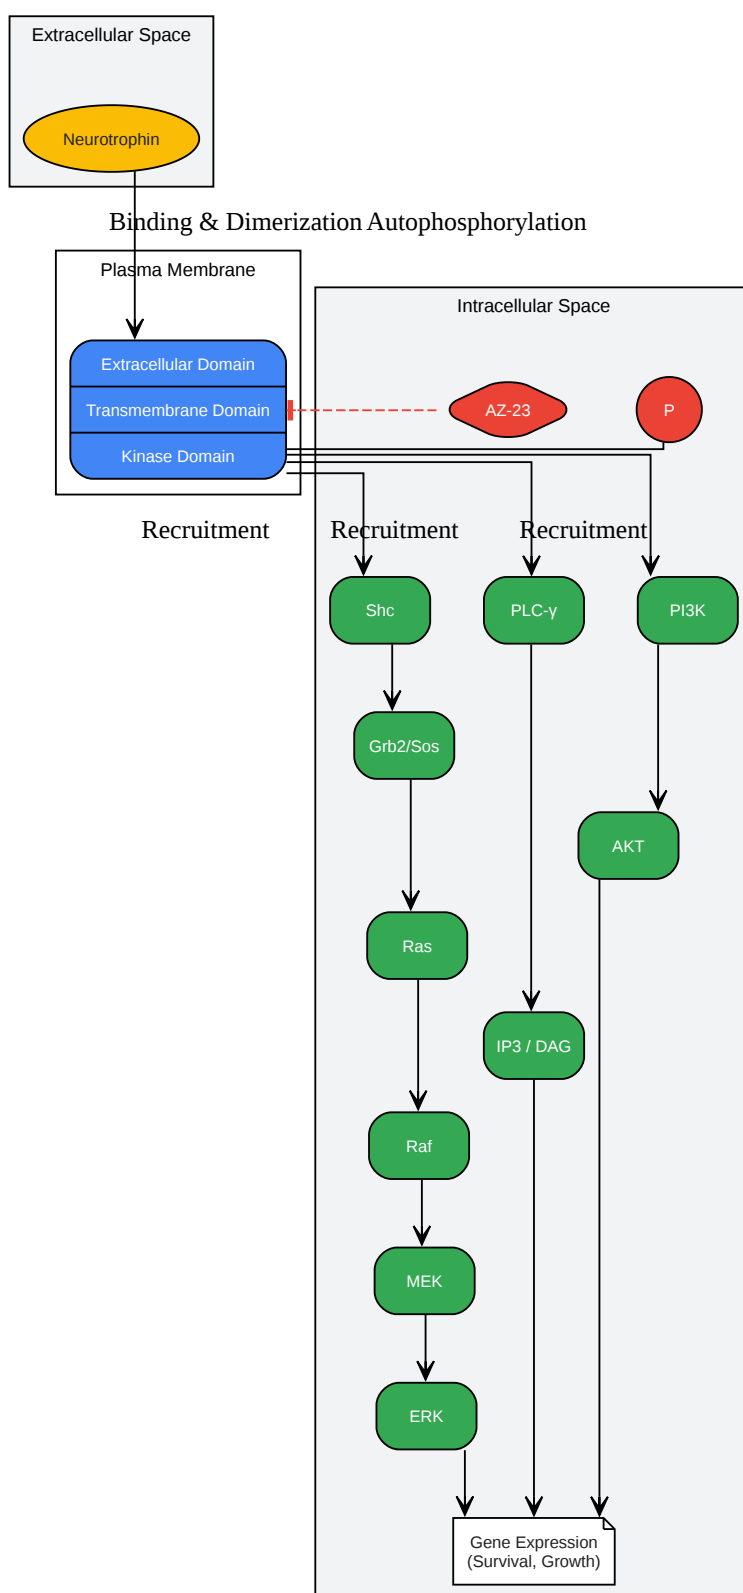 Extracellular Space
Neurotrophin
Binding & Dimerization Autophosphorylation
Plasma Membrane
Intracellular Space
Extracellular Domain
Transmembrane Domain
Kinase Domain
AZ-23
P
Recruitment
Recruitment
Recruitment
Shc
PLC-γ
PI3K
Grb2/Sos
AKT
Ras
IP3 / DAG
Raf
MEK
ERK
Gene Expression
(Survival, Growth)